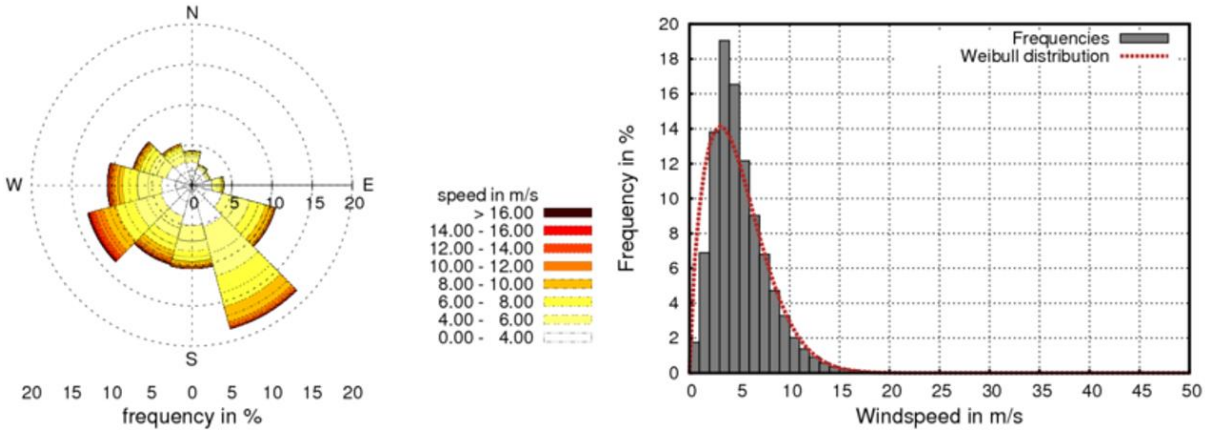 N
W
E
S
0 5 10 15 20
20 15 10 5 0 5 10 15 20
frequency in %
speed in m/s
> 16.00
14.00 - 16.00
12.00 - 14.00
10.00 - 12.00
8.00 - 10.00
6.00 - 8.00
4.00 - 6.00
0.00 - 4.00
20
18
16
14
12
10
8
6
4
2
0
Frequency in %
Frequencies
Weibull distribution
0 5 10 15 20 25 30 35 40 45 50
Windspeed in m/s